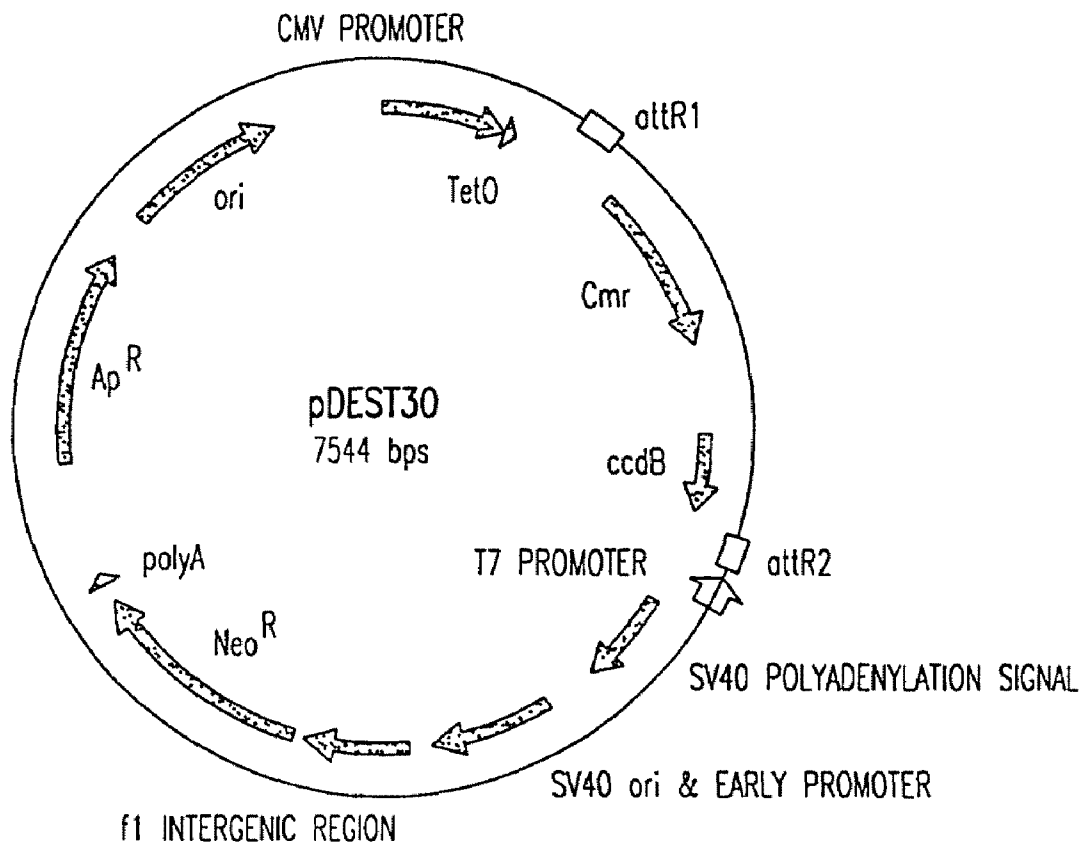 CMV PROMOTER
attR1
ori
TetO
Cmr
Ap R
pDEST30
7544 bps
ccdB
polyA
T7 PROMOTER
attR2
Neo R
SV40 POLYADENYLATION SIGNAL
SV40 ori & EARLY PROMOTER
f1 INTERGENIC REGION